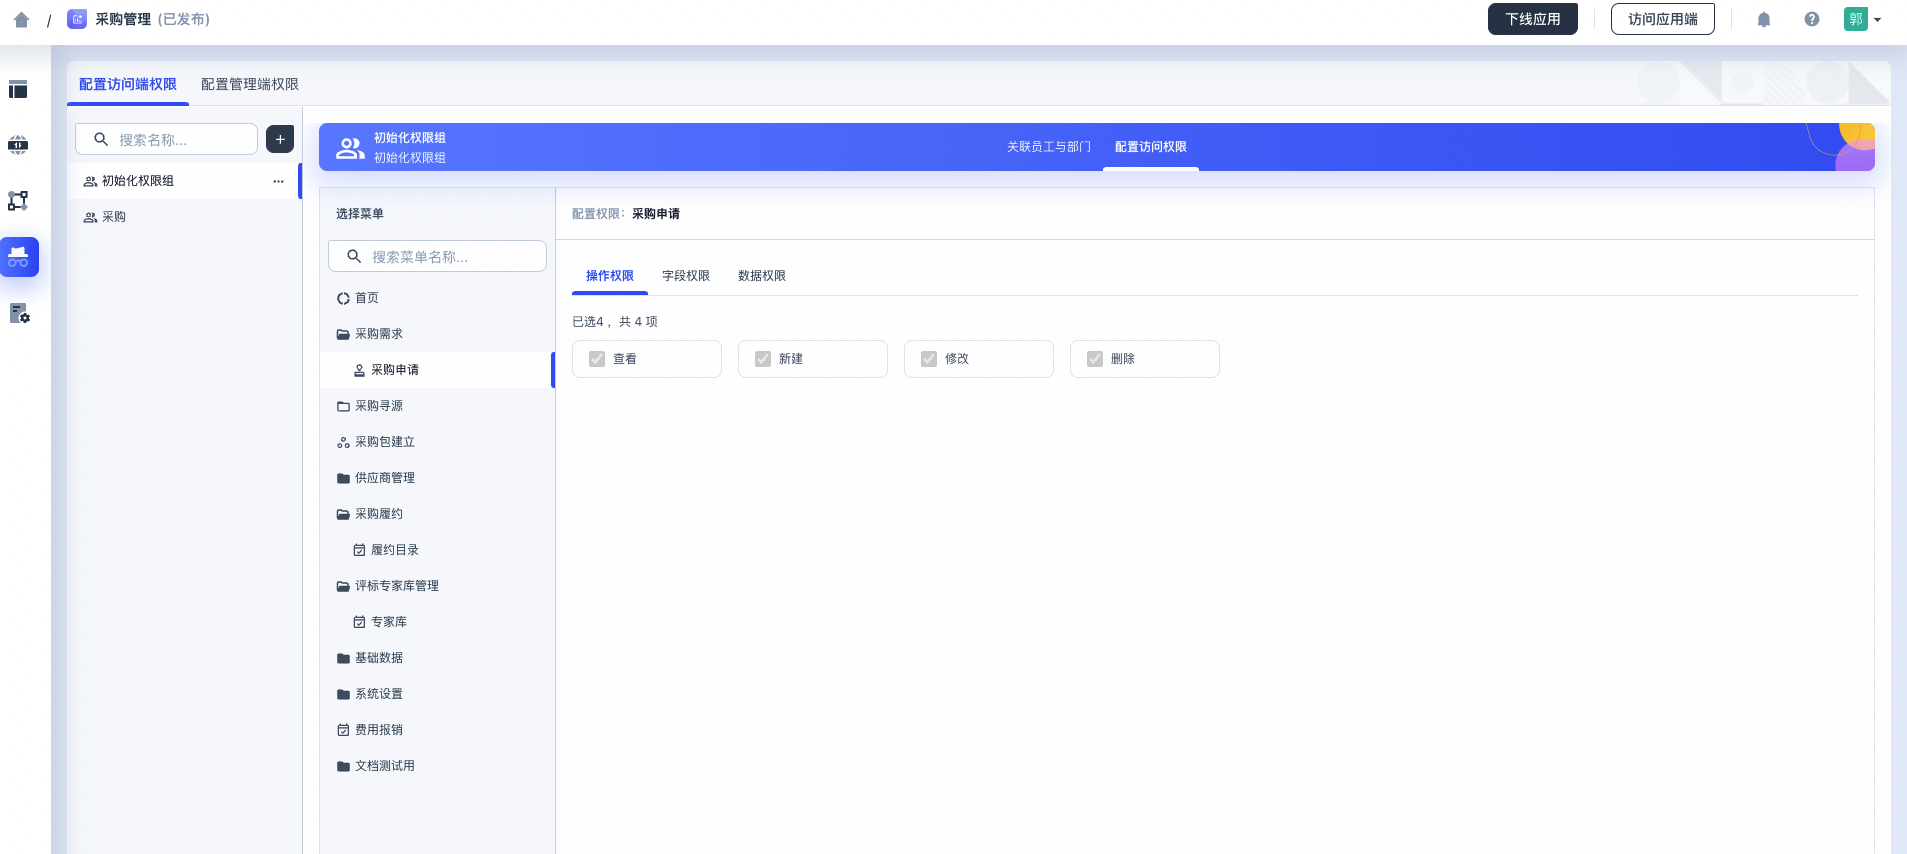 / 采购管理 (已发布)
下线应用
访问应用端
郭
配置访问端权限
配置管理端权限
搜索名称...
+
初始化权限组
...
采购
初始化权限组
初始化权限组
关联员工与部门
配置访问权限
选择菜单
搜索菜单名称...
首页
采购需求
采购申请
采购寻源
采购包建立
供应商管理
采购履约
履约目录
评标专家库管理
专家库
基础数据
系统设置
费用报销
文档测试用
配置权限: 采购申请
操作权限
字段权限
数据权限
已选4， 共 4 项
查看
新建
修改
删除